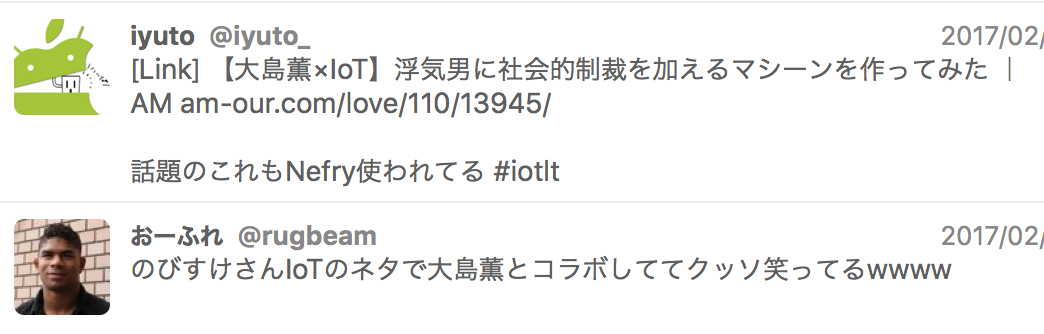 iyuto @iyuto_ 2017/02/
[Link] 【大島薫×IoT】浮気男に社会的制裁を加えるマシーンを作ってみた ｜
AM am-our.com/love/110/13945/
話題のこれもNefry使われてる #iotlt
おーふれ @rugbeam 2017/02/
のびすけさんIoTのネタで大島薫とコラボしててクッソ笑ってるwwww